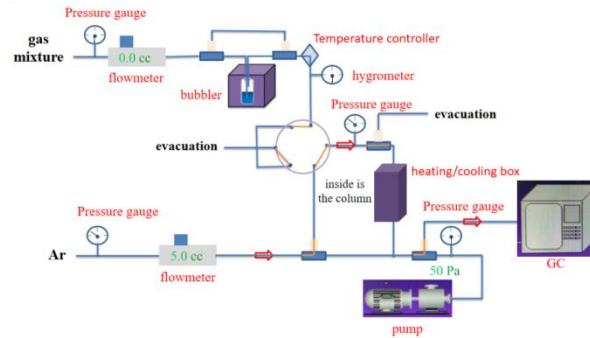 Pressure gauge
gas
mixture
0.0 cc
flowmeter
bubbler
Temperature controller
hygrometer
Pressure gauge
evacuation
evacuation
heating/cooling box
inside is
the column
Pressure gauge
Pressure gauge
Ar
5.0 cc
flowmeter
50 Pa
GC
pump